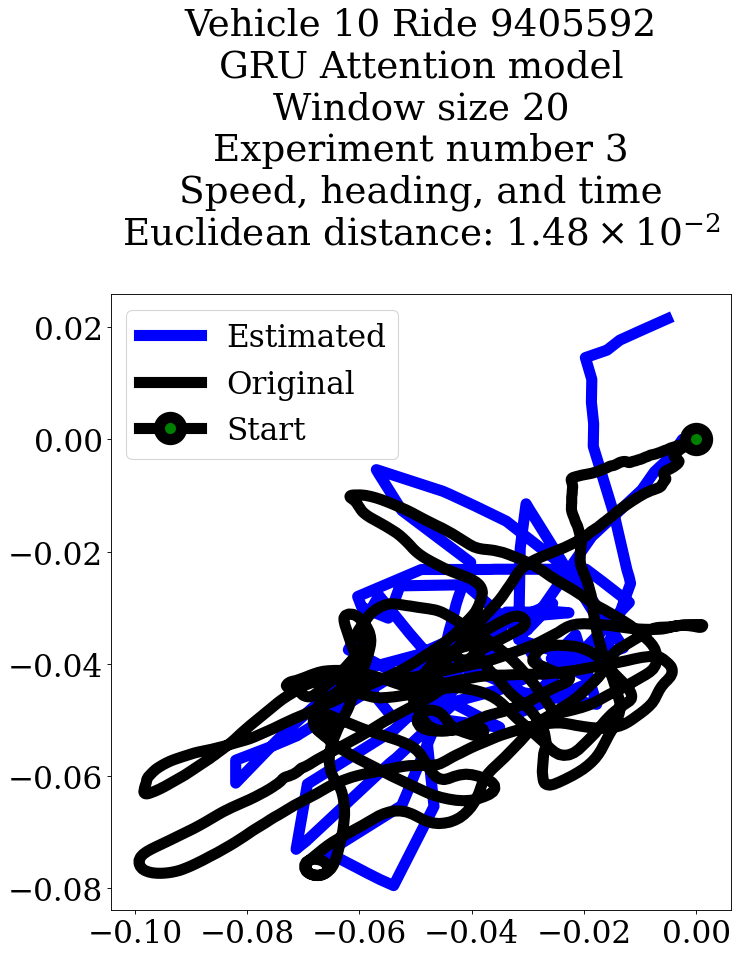 Vehicle 10 Ride 9405592
GRU Attention model
Window size 20
Experiment number 3
Speed, heading, and time
Euclidean distance: 1.48 × 10⁻²
Estimated
Original
Start
0.02
0.00
−0.02
−0.04
−0.06
−0.08
−0.10 −0.08 −0.06 −0.04 −0.02 0.00